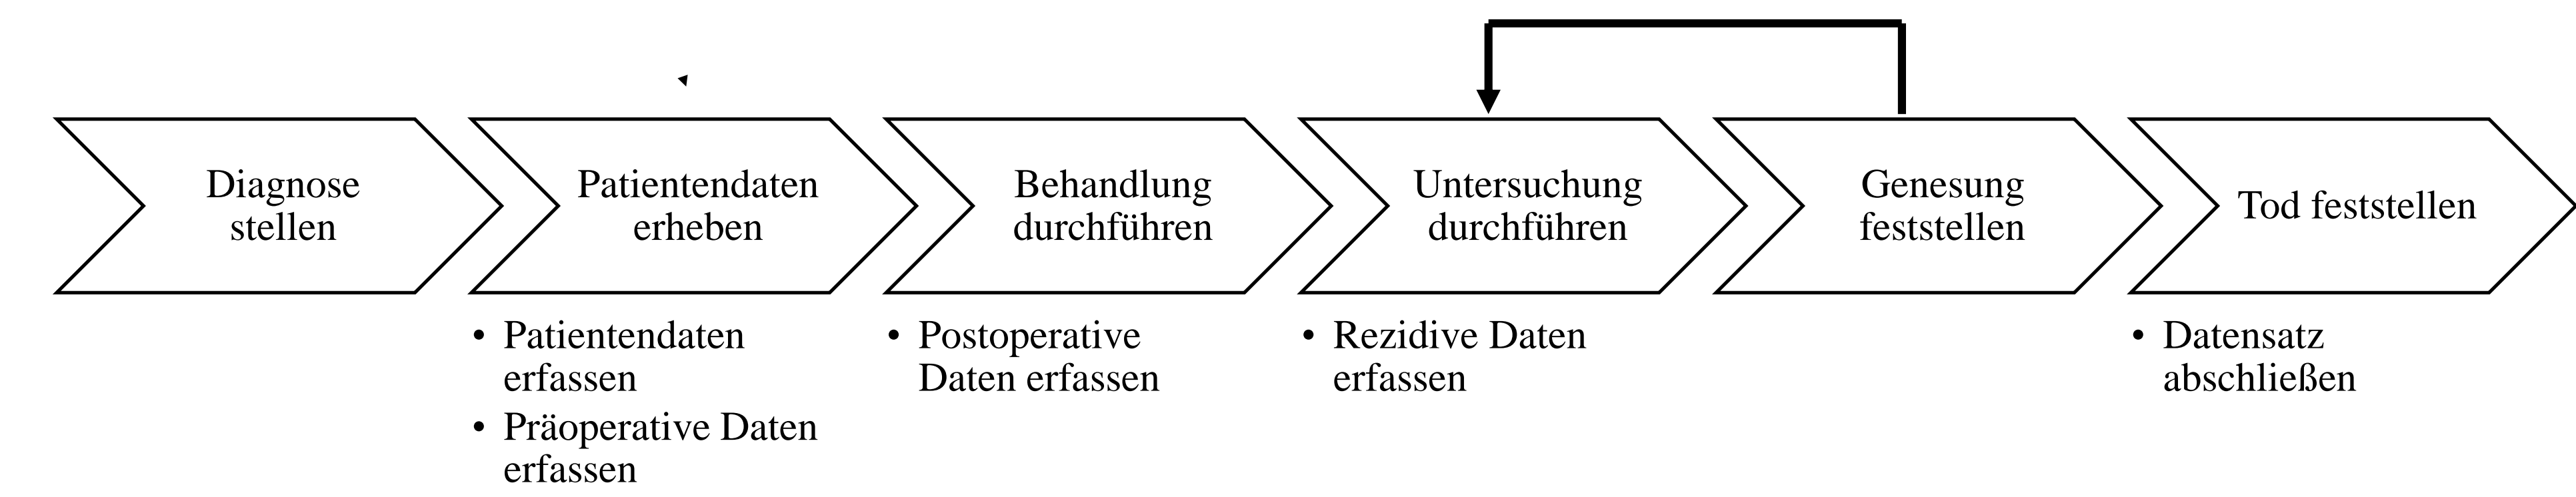 Diagnose
stellen
Patientendaten
erheben
Behandlung
durchführen
Untersuchung
durchführen
Genesung
feststellen
Tod feststellen
• Patientendaten
erfassen
• Präoperative Daten
erfassen
• Postoperative
Daten erfassen
• Rezidive Daten
erfassen
• Datensatz
abschließen